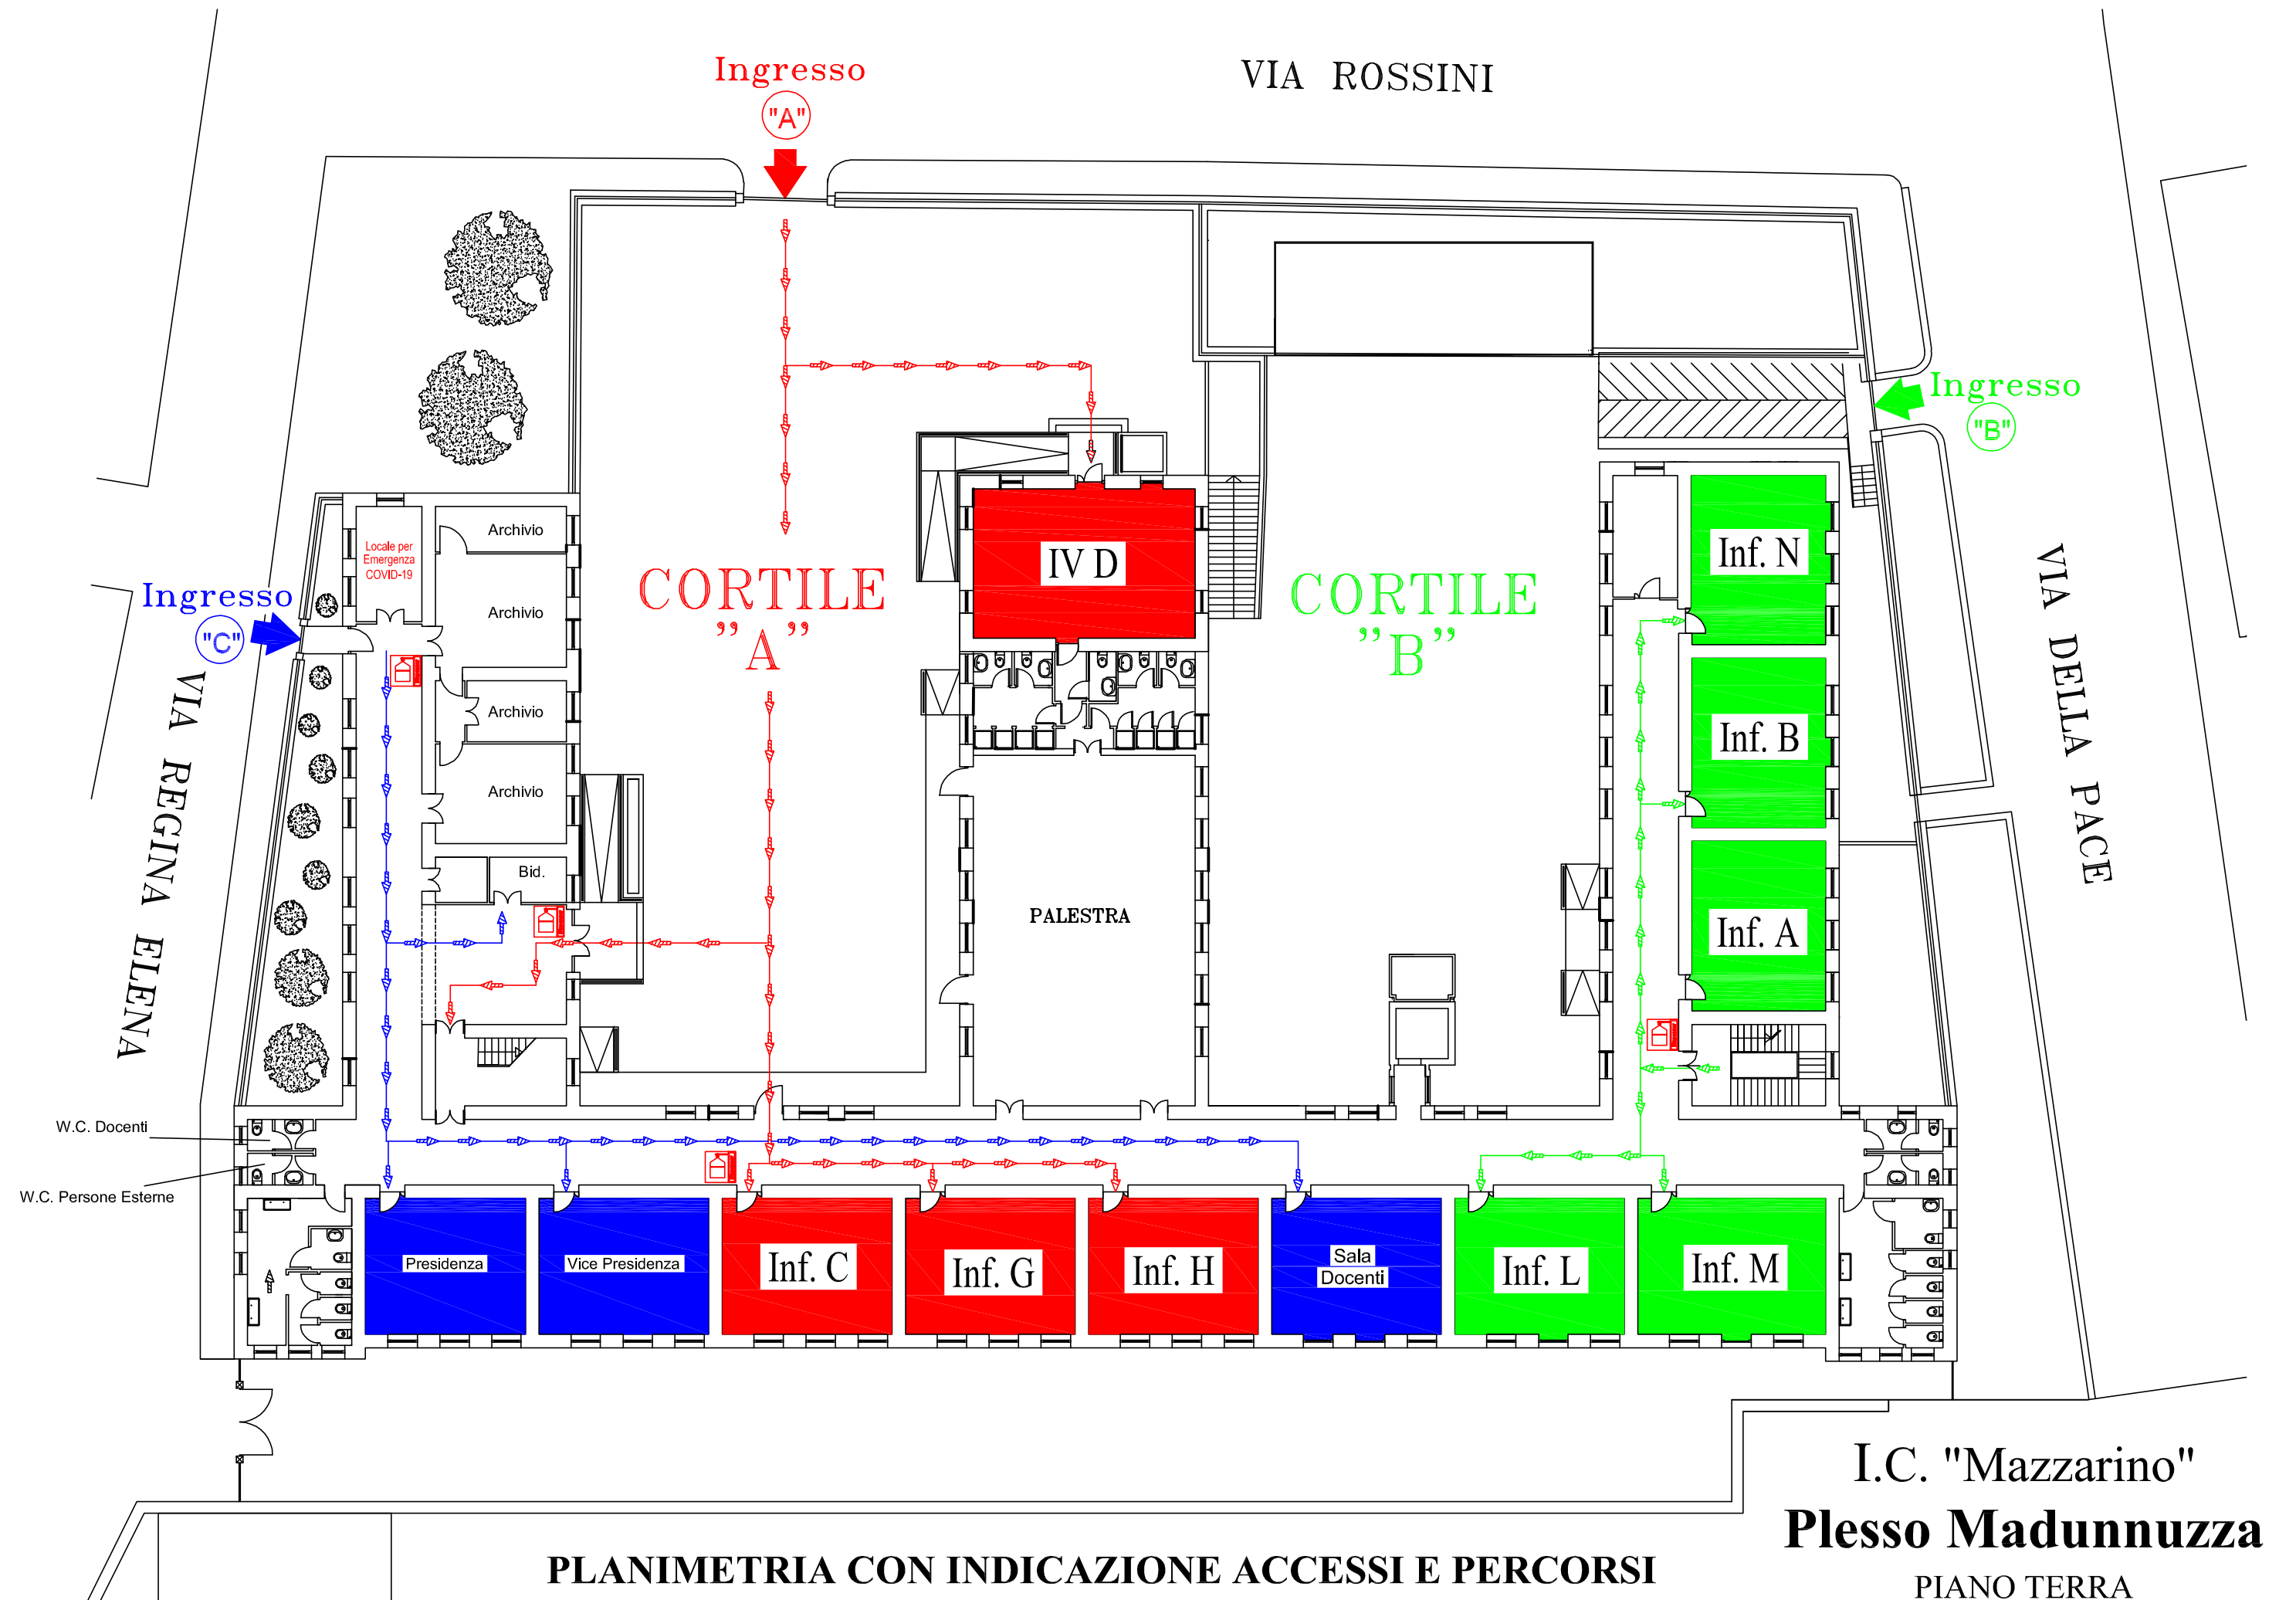 Ingresso
"A"
VIA ROSSINI
Ingresso
"B"
Locale per
Emergenza
COVID-19
Archivio
Archivio
Archivio
Archivio
Bid.
Ingresso
"C"
CORTILE
"A"
IV D
CORTILE
"B"
Inf. N
Inf. B
Inf. A
VIA DELLA PACE
VIA REGINA ELENA
PALESTRA
W.C. Docenti
W.C. Persone Esterne
Presidenza
Vice Presidenza
Inf. C
Inf. G
Inf. H
Sala
Docenti
Inf. L
Inf. M
I.C. "Mazzarino"
Plesso Madunnuzza
PIANO TERRA
PLANIMETRIA CON INDICAZIONE ACCESSI E PERCORSI